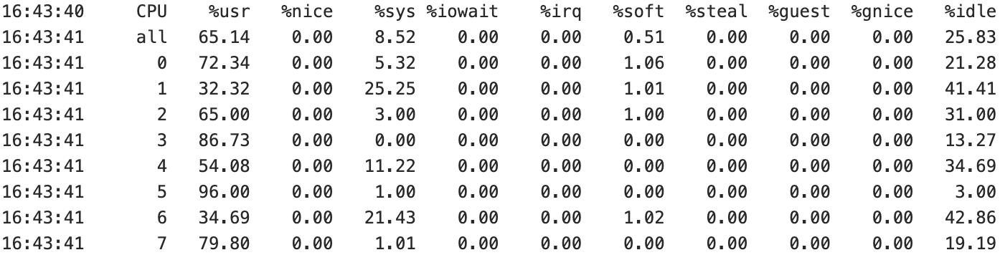 16:43:40     CPU    %usr   %nice    %sys %iowait    %irq   %soft  %steal  %guest  %gnice   %idle
16:43:41     all   65.14    0.00    8.52    0.00    0.00    0.51    0.00    0.00    0.00   25.83
16:43:41       0   72.34    0.00    5.32    0.00    0.00    1.06    0.00    0.00    0.00   21.28
16:43:41       1   32.32    0.00   25.25    0.00    0.00    1.01    0.00    0.00    0.00   41.41
16:43:41       2   65.00    0.00    3.00    0.00    0.00    1.00    0.00    0.00    0.00   31.00
16:43:41       3   86.73    0.00    0.00    0.00    0.00    0.00    0.00    0.00    0.00   13.27
16:43:41       4   54.08    0.00   11.22    0.00    0.00    0.00    0.00    0.00    0.00   34.69
16:43:41       5   96.00    0.00    1.00    0.00    0.00    0.00    0.00    0.00    0.00    3.00
16:43:41       6   34.69    0.00   21.43    0.00    0.00    1.02    0.00    0.00    0.00   42.86
16:43:41       7   79.80    0.00    1.01    0.00    0.00    0.00    0.00    0.00    0.00   19.19